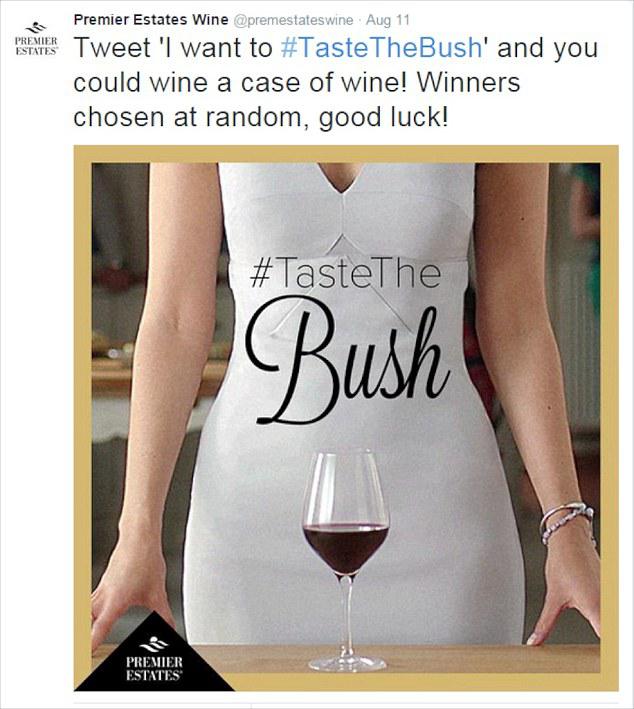 PREMIER
ESTATES
Premier Estates Wine @premestateswine · Aug 11
Tweet 'I want to #TasteTheBush' and you
could wine a case of wine! Winners
chosen at random, good luck!
#TasteThe
Bush
PREMIER
ESTATES